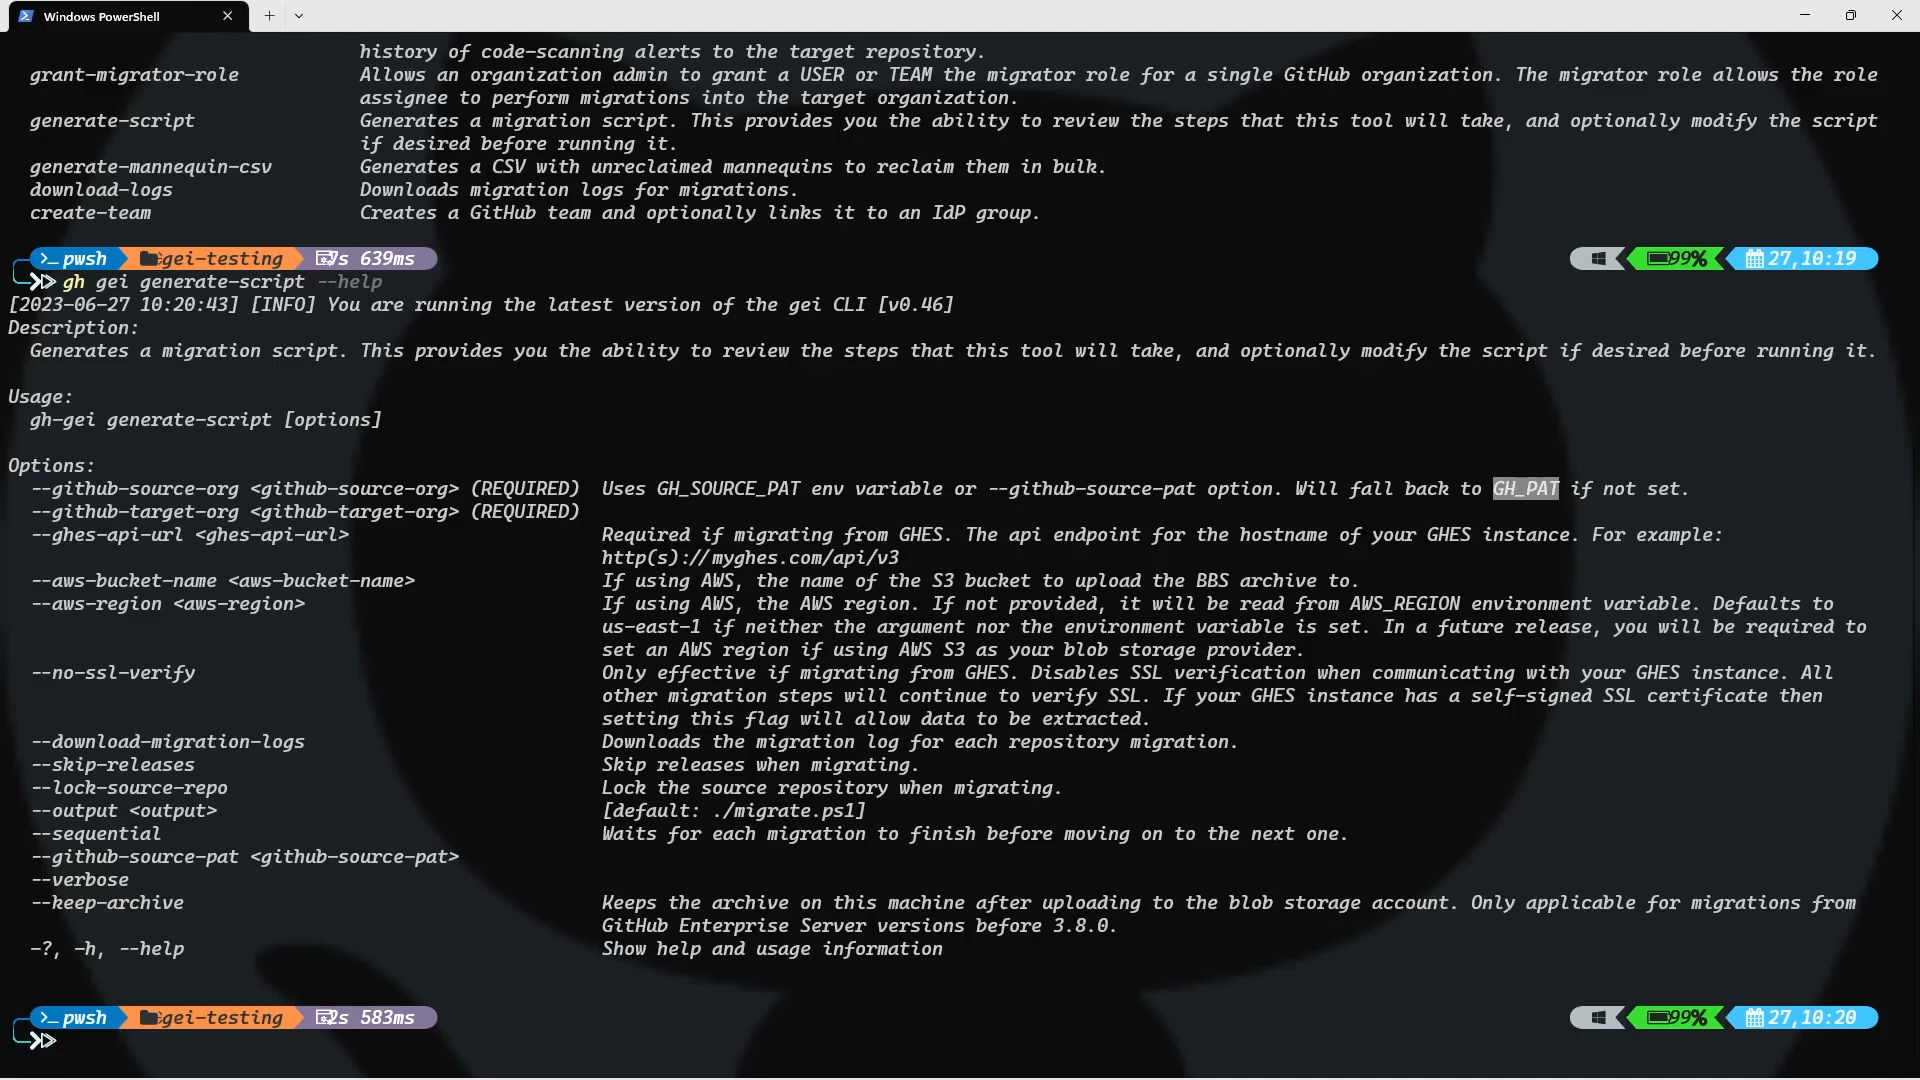 Windows PowerShell
history of code-scanning alerts to the target repository.
grant-migrator-role Allows an organization admin to grant a USER or TEAM the migrator role for a single GitHub organization. The migrator role allows the role
assignee to perform migrations into the target organization.
generate-script Generates a migration script. This provides you the ability to review the steps that this tool will take, and optionally modify the script
if desired before running it.
generate-mannequin-csv Generates a CSV with unreclaimed mannequins to reclaim them in bulk.
download-logs Downloads migration logs for migrations.
create-team Creates a GitHub team and optionally links it to an IdP group.
>_ pwsh gei-testing s 639ms 99% 27,10:19
gh gei generate-script --help
[2023-06-27 10:20:43] [INFO] You are running the latest version of the gei CLI [v0.46]
Description:
Generates a migration script. This provides you the ability to review the steps that this tool will take, and optionally modify the script if desired before running it.
Usage:
gh-gei generate-script [options]
Options:
--github-source-org <github-source-org> (REQUIRED) Uses GH_SOURCE_PAT env variable or --github-source-pat option. Will fall back to GH_PAT if not set.
--github-target-org <github-target-org> (REQUIRED)
--ghes-api-url <ghes-api-url> Required if migrating from GHES. The api endpoint for the hostname of your GHES instance. For example:
http(s)://myghes.com/api/v3
--aws-bucket-name <aws-bucket-name> If using AWS, the name of the S3 bucket to upload the BBS archive to.
--aws-region <aws-region> If using AWS, the AWS region. If not provided, it will be read from AWS_REGION environment variable. Defaults to
us-east-1 if neither the argument nor the environment variable is set. In a future release, you will be required to
set an AWS region if using AWS S3 as your blob storage provider.
--no-ssl-verify Only effective if migrating from GHES. Disables SSL verification when communicating with your GHES instance. All
other migration steps will continue to verify SSL. If your GHES instance has a self-signed SSL certificate then
setting this flag will allow data to be extracted.
--download-migration-logs Downloads the migration log for each repository migration.
--skip-releases Skip releases when migrating.
--lock-source-repo Lock the source repository when migrating.
--output <output> [default: ./migrate.ps1]
--sequential Waits for each migration to finish before moving on to the next one.
--github-source-pat <github-source-pat>
--verbose
--keep-archive Keeps the archive on this machine after uploading to the blob storage account. Only applicable for migrations from
GitHub Enterprise Server versions before 3.8.0.
-?, -h, --help Show help and usage information
>_ pwsh gei-testing 2s 583ms 99% 27,10:20